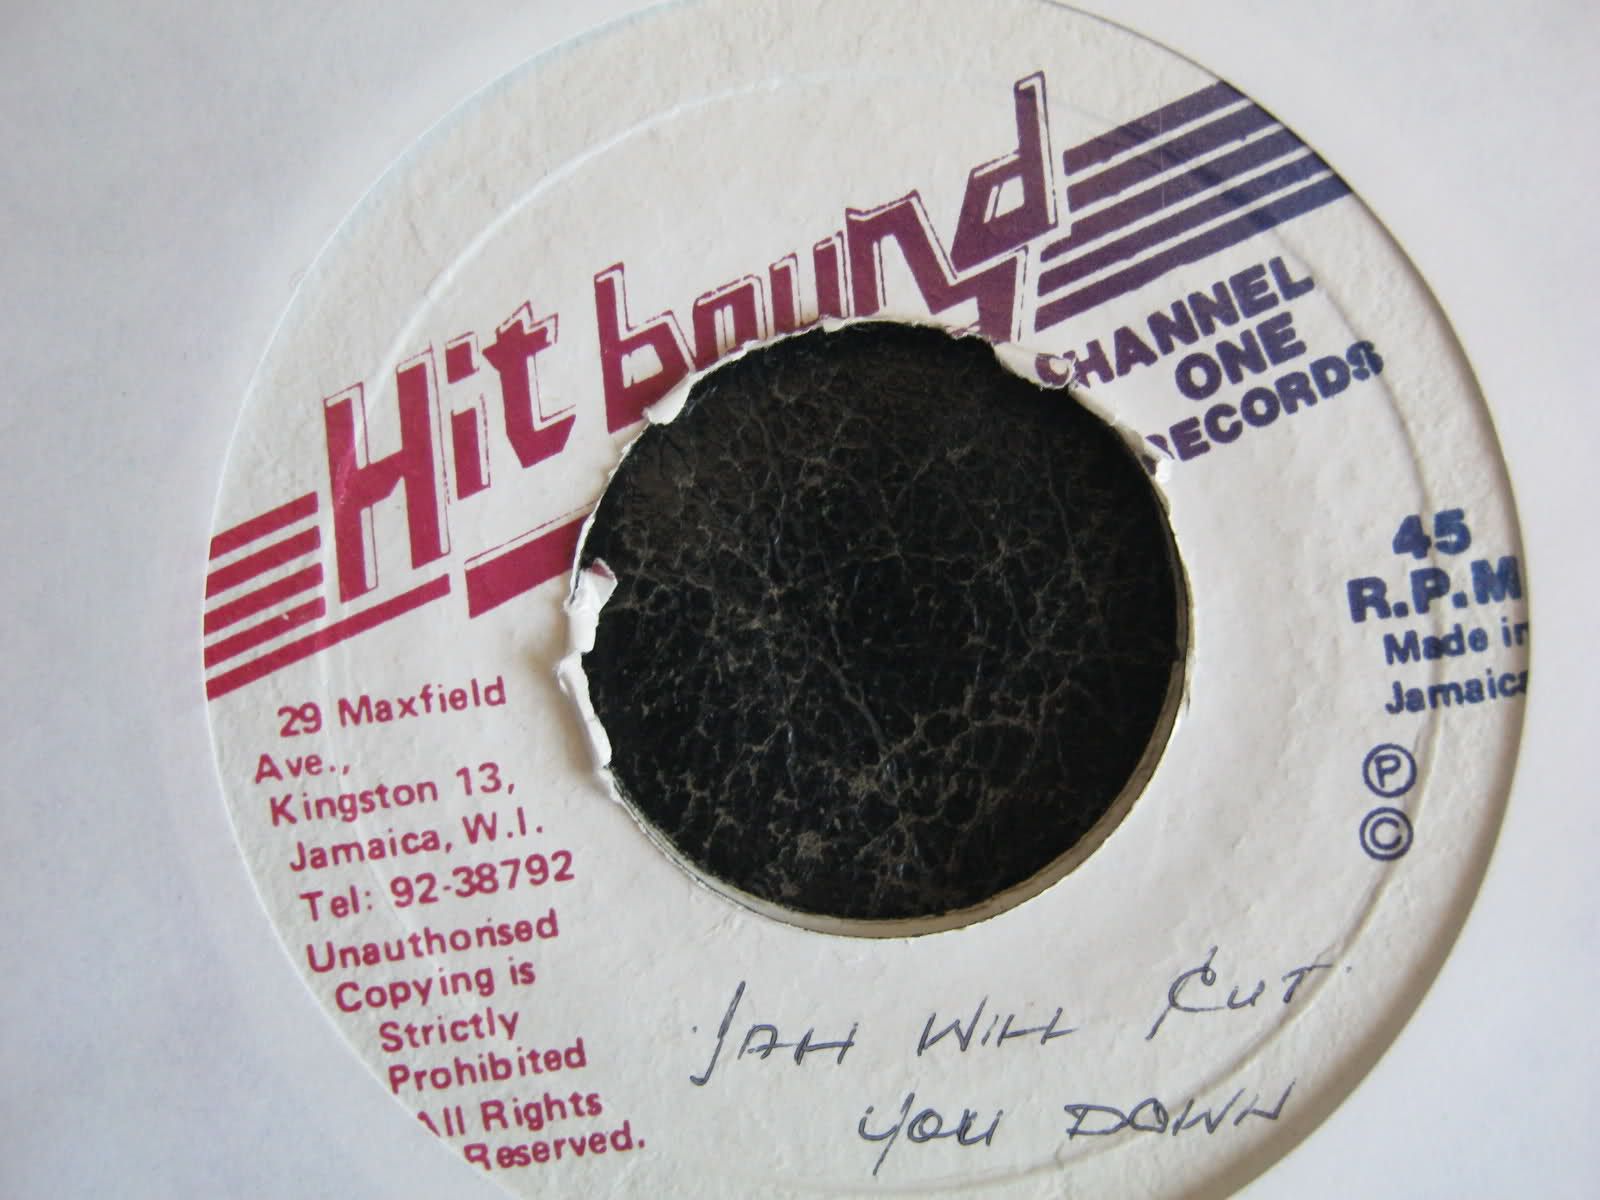 Hit bound
CHANNEL
ONE
RECORDS
45
R.P.M
Made in
Jamaica
Ⓟ
©
29 Maxfield
Ave.,
Kingston 13,
Jamaica, W.I.
Tel: 92-38792
Unauthorised
Copying is
Strictly
Prohibited
All Rights
Reserved.
JAH WILL CUT
YOU DOWN